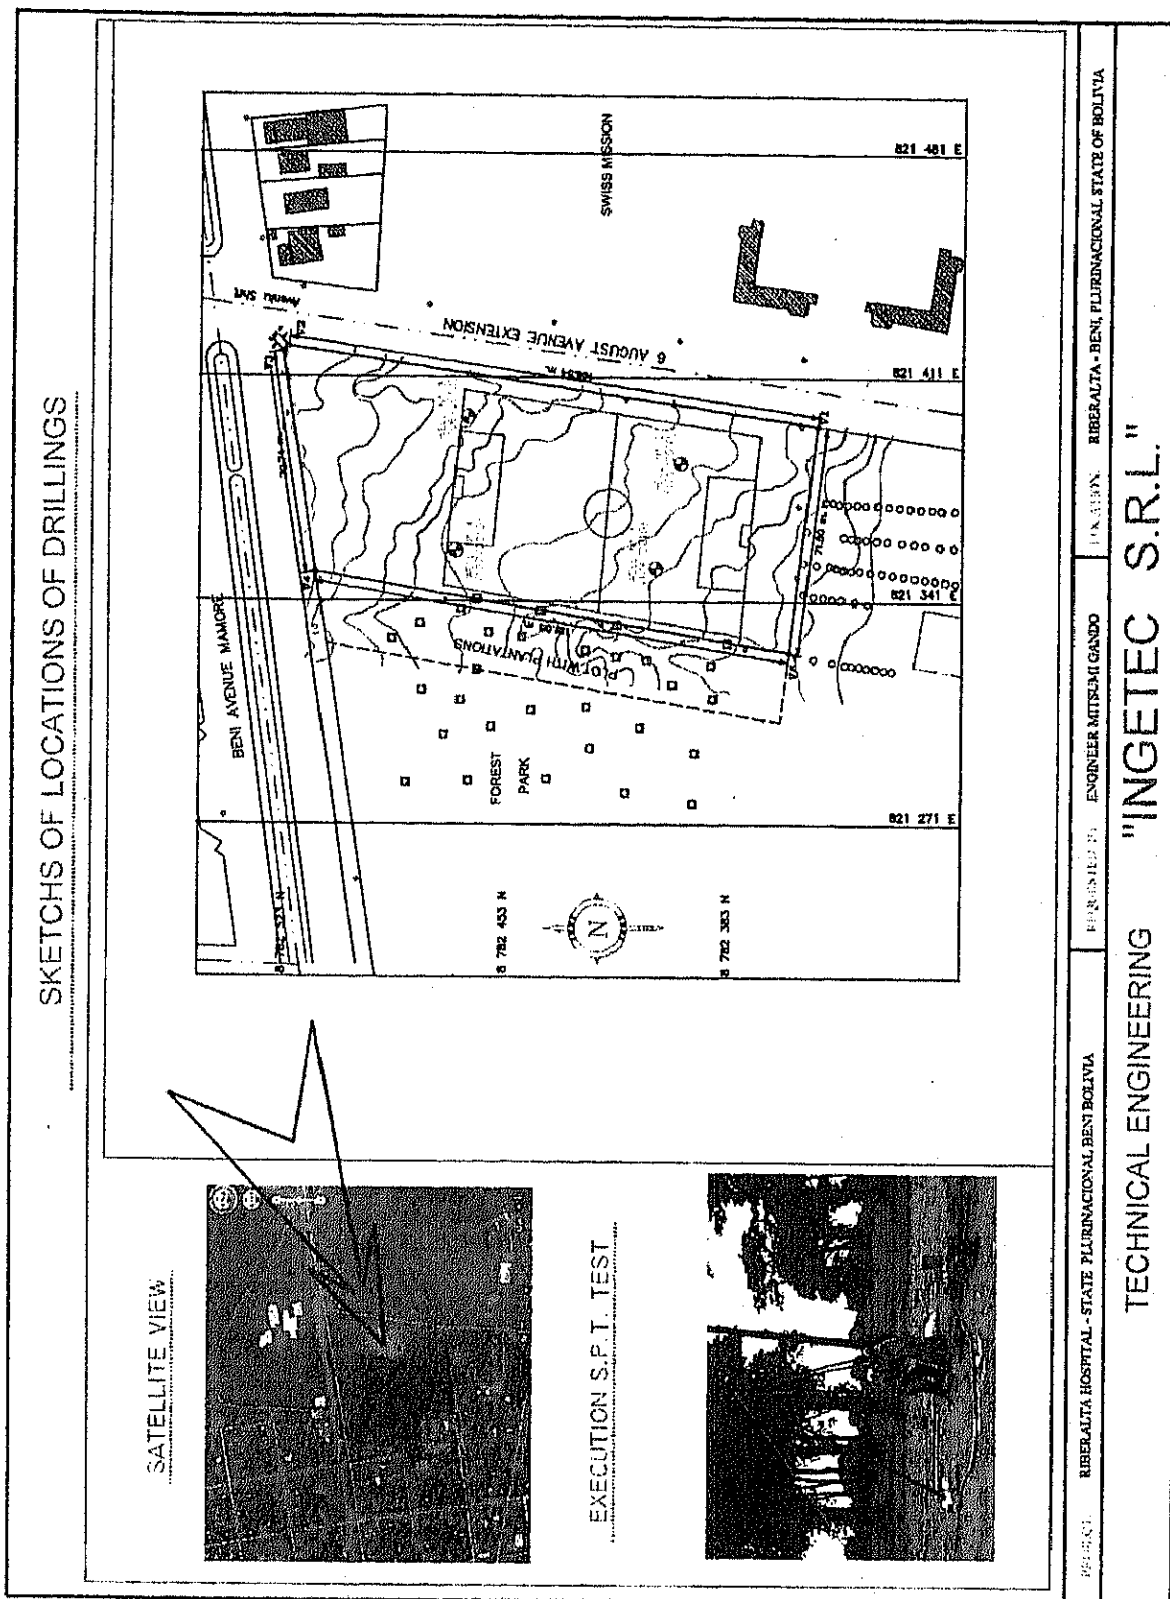 SKETCHS OF LOCATIONS OF DRILLINGS
SATELLITE VIEW
EXECUTION S.P.T. TEST
BENI AVENUE MAMORE
8 782 453 N
8 782 383 N
N
821 271 E
821 341 E
821 411 E
821 481 E
FOREST
PARK
PLOT WITH PLANTATIONS
71.50 m.
6 AUGUST AVENUE EXTENSION
SWISS MISSION
RIBERALTA HOSPITAL - STATE PLURINACIONAL BENI BOLIVIA
ENGINEER MITSUMI GANDO
RIBERALTA - BENI, PLURINACIONAL STATE OF BOLIVIA
TECHNICAL ENGINEERING "INGETEC S.R.L."